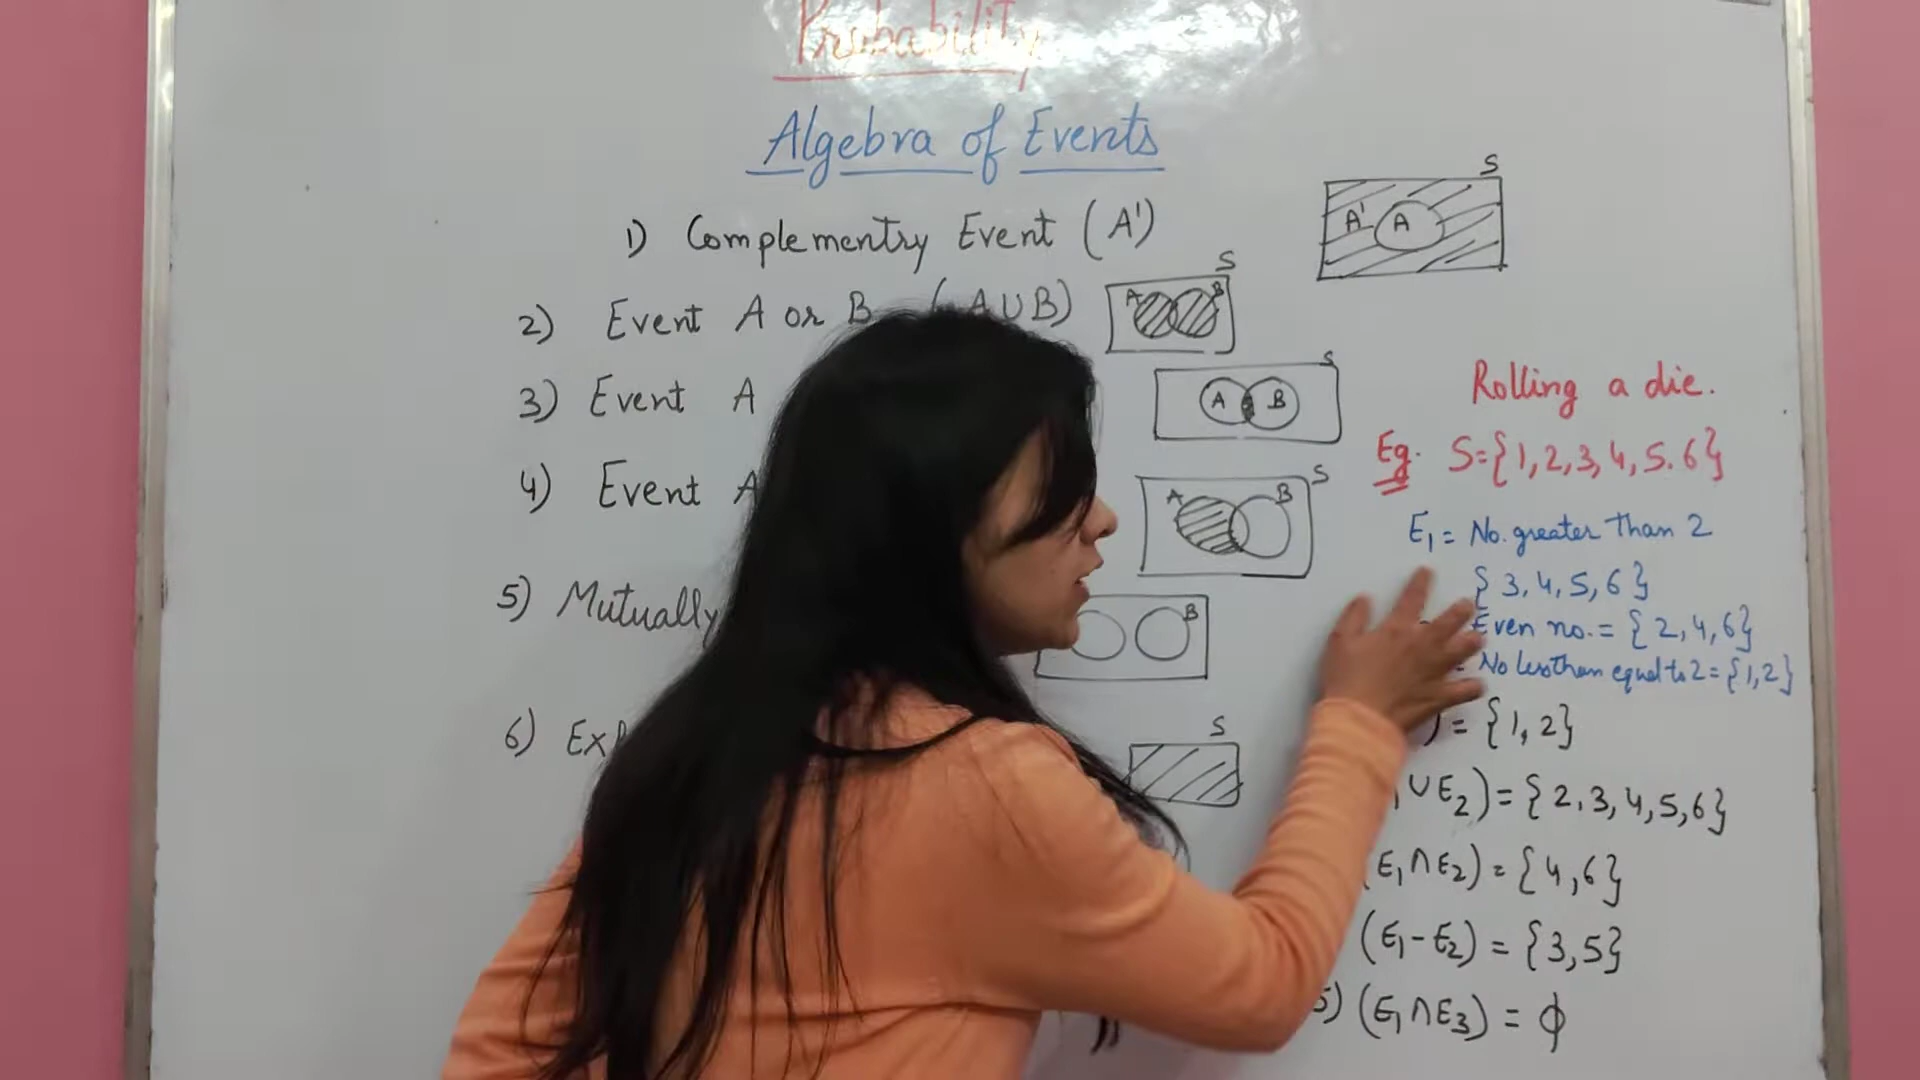 Probability
Algebra of Events
1) Complementry Event (A')
2) Event A or B (A∪B)
3) Event A
4) Event A
5) Mutually
6)
S
A' A
S
A B
S
A B
S
A B
B
S
Rolling a die.
Eg. S={1,2,3,4,5.6}
E₁ = No. greater than 2
{3,4,5,6}
Even no. = {2,4,6}
= No less than equal to 2 = {1,2}
= {1,2}
∪E₂) = {2,3,4,5,6}
(E₁∩E₂) = {4,6}
(E₁-E₂) = {3,5}
5) (E₁∩E₃) = ϕ